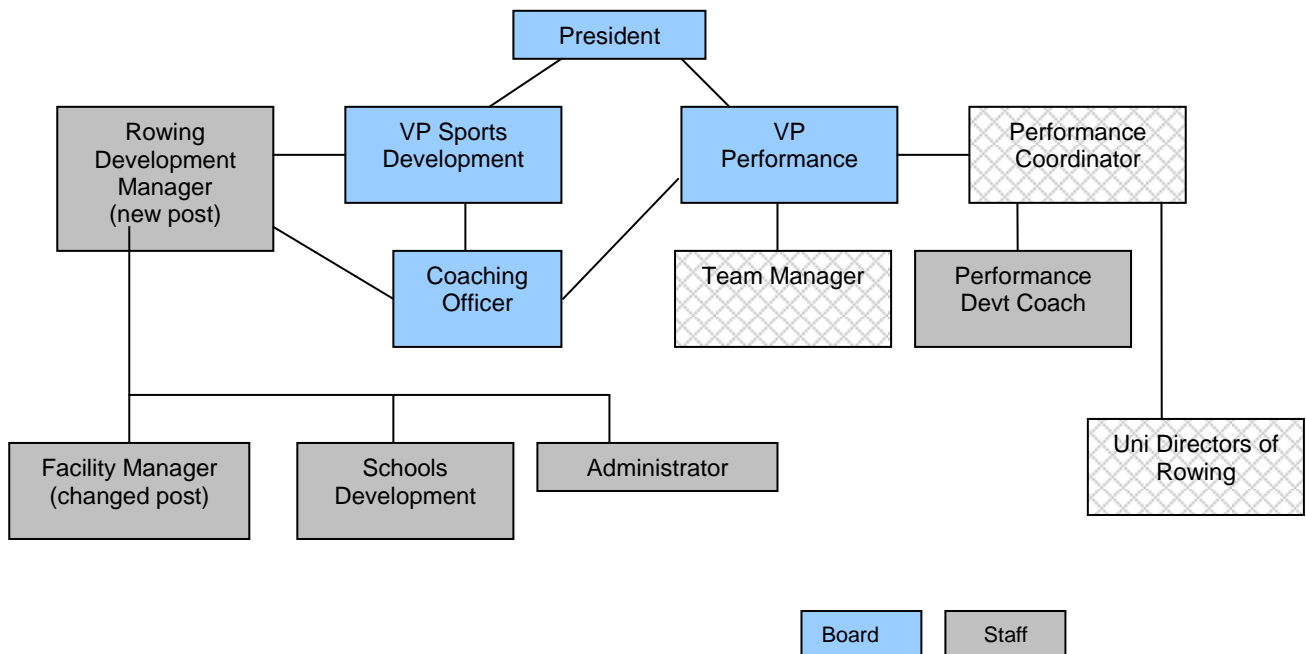 President
Rowing
Development
Manager
(new post)
VP Sports
Development
VP
Performance
Performance
Coordinator
Coaching
Officer
Team Manager
Performance
Devt Coach
Facility Manager
(changed post)
Schools
Development
Administrator
Uni Directors of
Rowing
Board
Staff